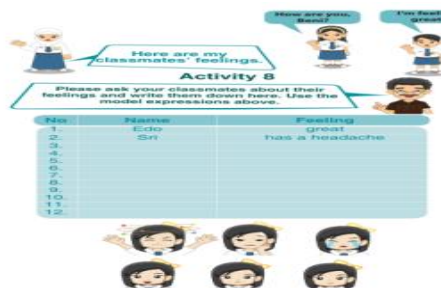 How are you,
Beni?
I'm feeli
great
Here are my
classmates' feelings.
Activity 8
Please ask your classmates about their
feelings and write them down here. Use the
model expressions above.
No Name Feeling
1. Edo great
2. Sri has a headache
3.
4.
5.
6.
7.
8.
9.
10.
11.
12.